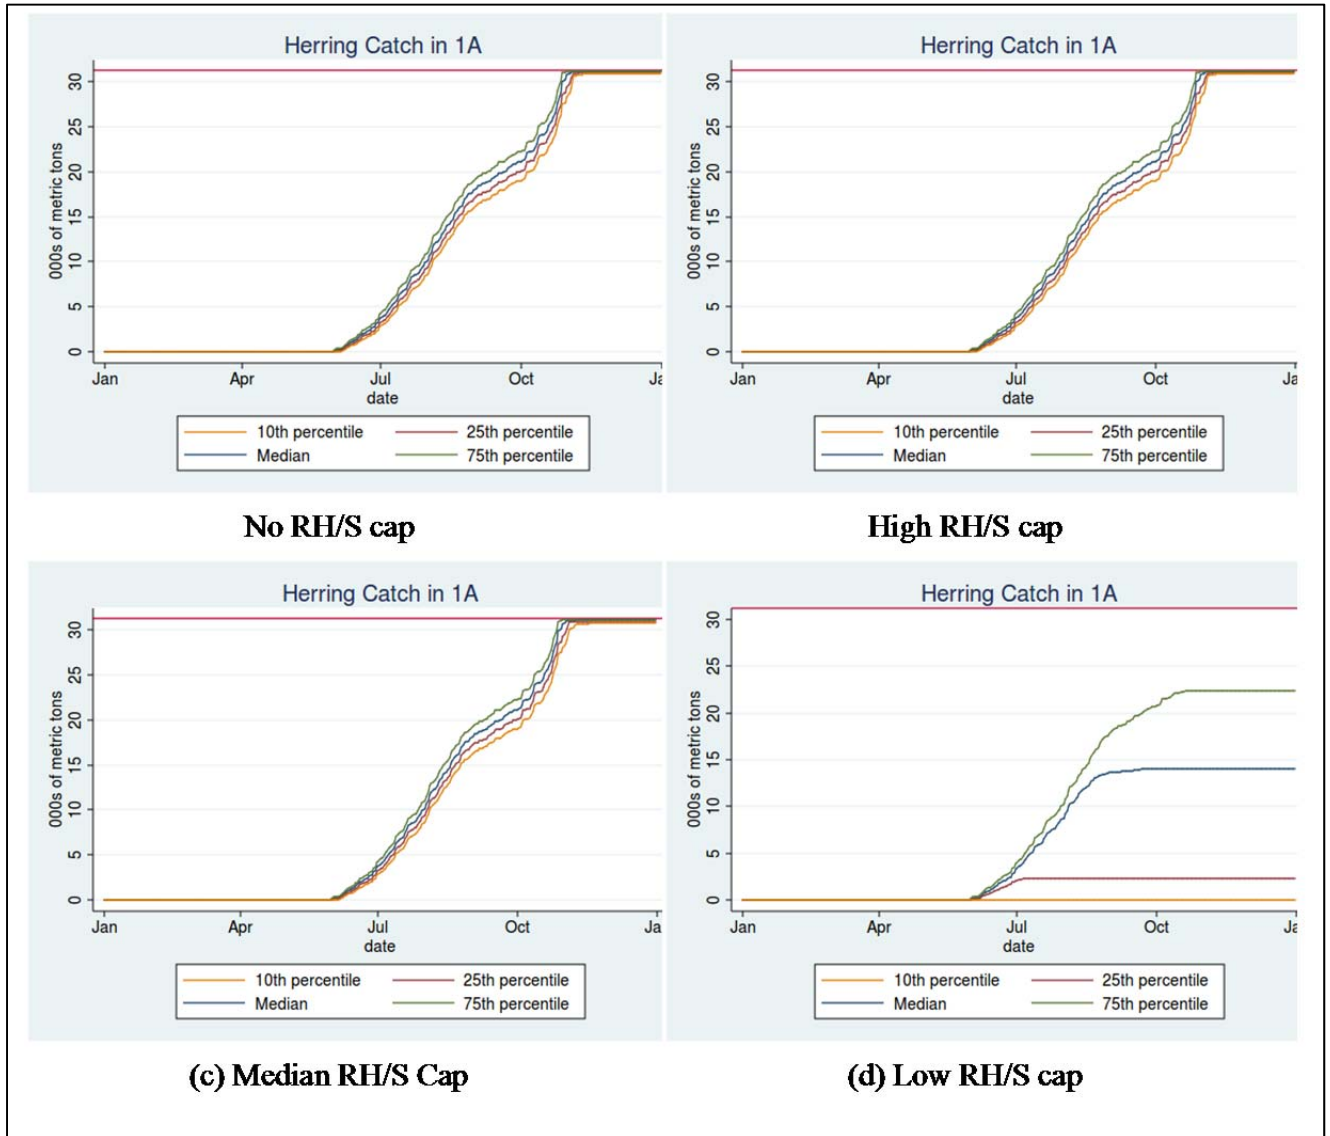 Herring Catch in 1A
000s of metric tons
30
25
20
15
10
5
0
Jan Apr Jul Oct Ja
date
10th percentile 25th percentile
Median 75th percentile
No RH/S cap
Herring Catch in 1A
000s of metric tons
30
25
20
15
10
5
0
Jan Apr Jul Oct Ja
date
10th percentile 25th percentile
Median 75th percentile
High RH/S cap
Herring Catch in 1A
000s of metric tons
30
25
20
15
10
5
0
Jan Apr Jul Oct Ja
date
10th percentile 25th percentile
Median 75th percentile
(c) Median RH/S Cap
Herring Catch in 1A
000s of metric tons
30
25
20
15
10
5
0
Jan Apr Jul Oct Ja
date
10th percentile 25th percentile
Median 75th percentile
(d) Low RH/S cap